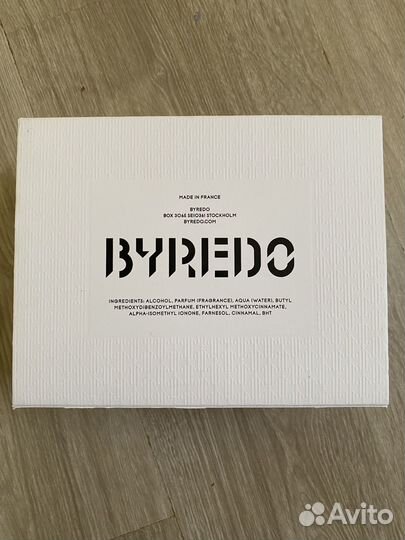 MADE IN FRANCE
BYREDO
BOX 3065 SE10361 STOCKHOLM
BYREDO.COM
BYREDO
INGREDIENTS: ALCOHOL, PARFUM (FRAGRANCE), AQUA (WATER), BUTYL
METHOXYDIBENZOYLMETHANE, ETHYLHEXYL METHOXYCINNAMATE,
ALPHA-ISOMETHYL IONONE, FARNESOL, CINNAMAL, BHT
Avito